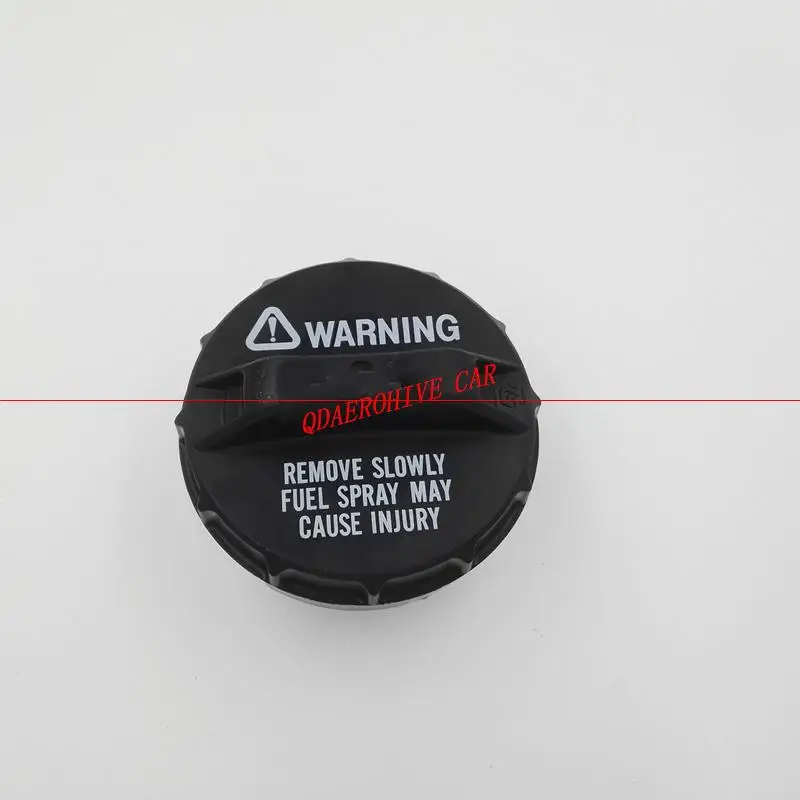 WARNING
QDAEROHIVE CAR
REMOVE SLOWLY
FUEL SPRAY MAY
CAUSE INJURY